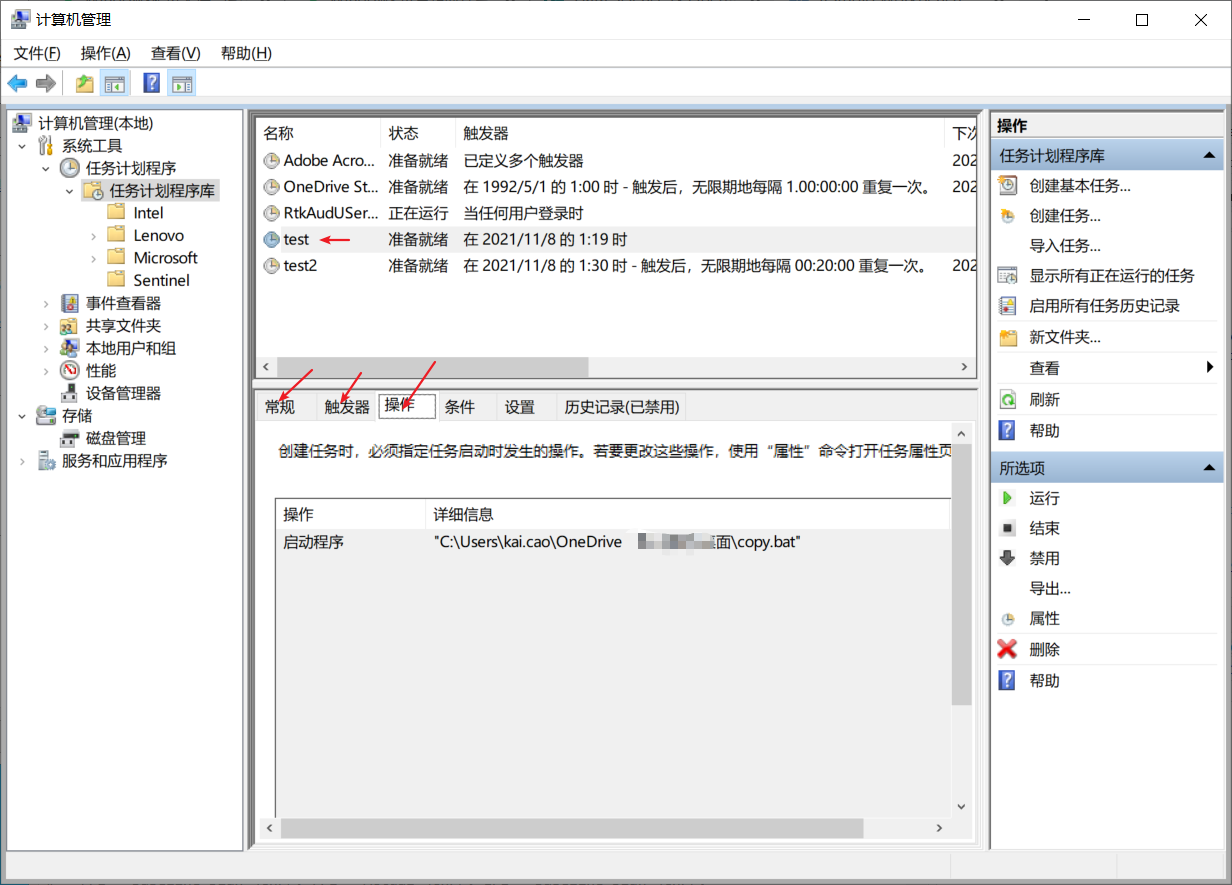 计算机管理
文件(F) 操作(A) 查看(V) 帮助(H)
计算机管理(本地)
系统工具
任务计划程序
任务计划程序库
Intel
Lenovo
Microsoft
Sentinel
事件查看器
共享文件夹
本地用户和组
性能
设备管理器
存储
磁盘管理
服务和应用程序
名称 状态 触发器 下次
Adobe Acro... 准备就绪 已定义多个触发器 202
OneDrive St... 准备就绪 在 1992/5/1 的 1:00 时 - 触发后，无限期地每隔 1.00:00:00 重复一次。 202
RtkAudUSer... 正在运行 当任何用户登录时
test 准备就绪 在 2021/11/8 的 1:19 时
test2 准备就绪 在 2021/11/8 的 1:30 时 - 触发后，无限期地每隔 00:20:00 重复一次。 202
常规 触发器 操作 条件 设置 历史记录(已禁用)
创建任务时，必须指定任务启动时发生的操作。若要更改这些操作，使用“属性”命令打开任务属性页
操作 详细信息
启动程序 "C:\Users\kai.cao\OneDrive 面\copy.bat"
操作
任务计划程序库
创建基本任务...
创建任务...
导入任务...
显示所有正在运行的任务
启用所有任务历史记录
新文件夹...
查看
刷新
帮助
所选项
运行
结束
禁用
导出...
属性
删除
帮助